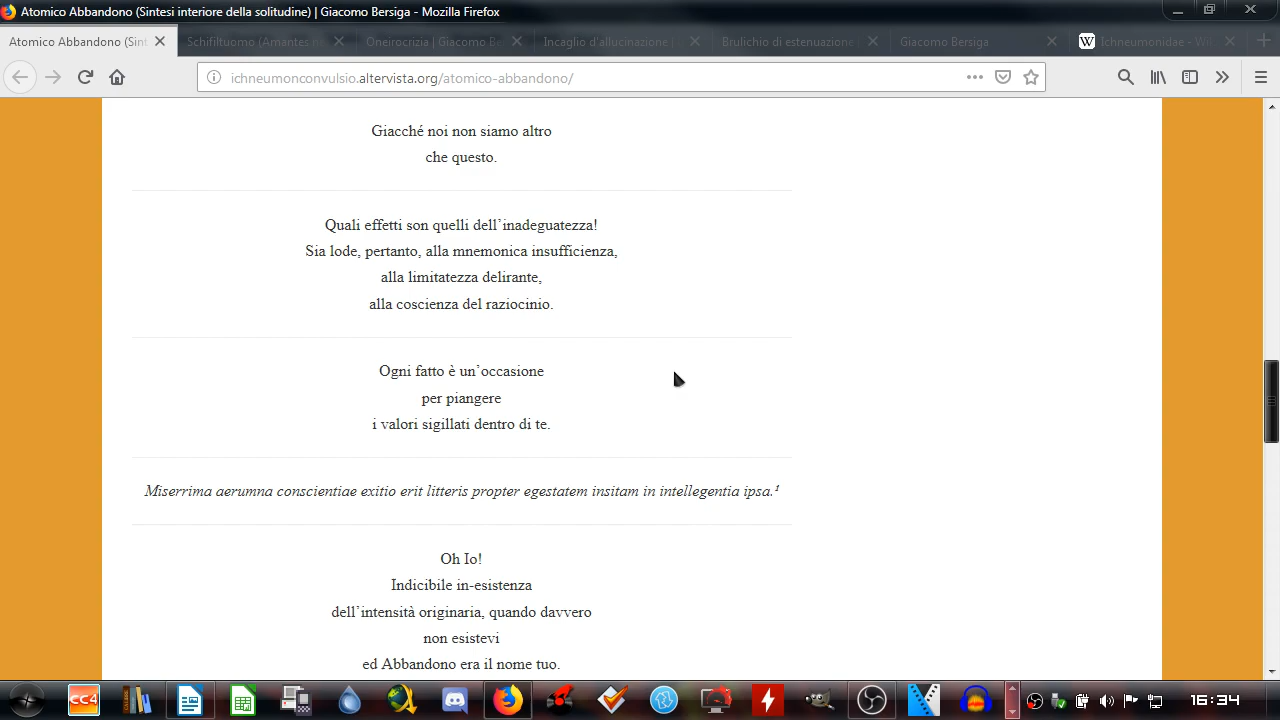 Atomico Abbandono (Sintesi interiore della solitudine) | Giacomo Bersiga - Mozilla Firefox
Atomico Abbandono (Sint
Schifiltuomo (Amantes n
Oneirocrizia | Giacomo Be
Incaglio d'allucinazione |
Brulichio di estenuazione
Giacomo Bersiga
W Ichneumonidae - Wi
ichneumonconvulsio.altervista.org/atomico-abbandono/
Giacché noi non siamo altro
che questo.
Quali effetti son quelli dell'inadeguatezza!
Sia lode, pertanto, alla mnemonica insufficienza,
alla limitatezza delirante,
alla coscienza del raziocinio.
Ogni fatto è un'occasione
per piangere
i valori sigillati dentro di te.
Miserrima aerumna conscientiae exitio erit litteris propter egestatem insitam in intellegentia ipsa.¹
Oh Io!
Indicibile in-esistenza
dell'intensità originaria, quando davvero
non esistevi
ed Abbandono era il nome tuo.
CC4
16:34